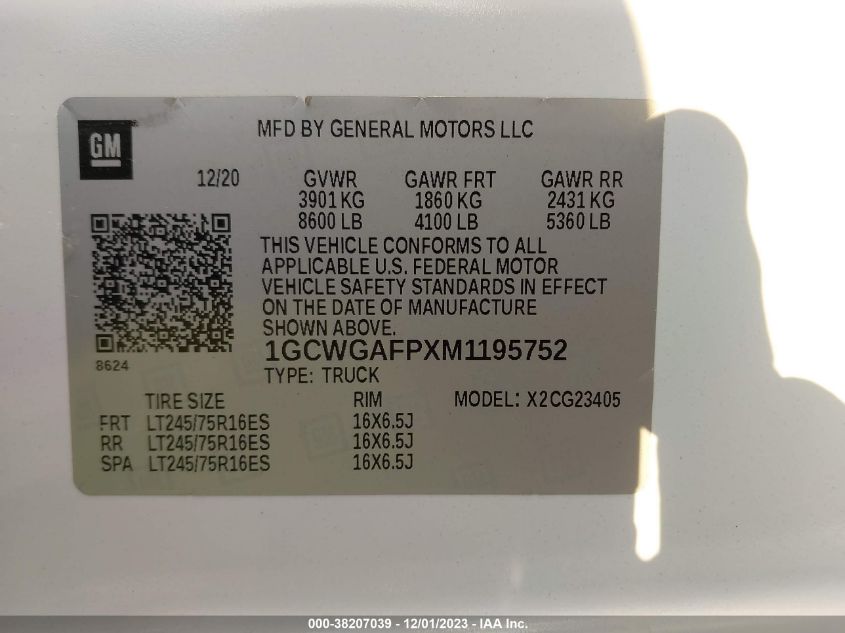 GM
MFD BY GENERAL MOTORS LLC
12/20 GVWR GAWR FRT GAWR RR
3901 KG 1860 KG 2431 KG
8600 LB 4100 LB 5360 LB
THIS VEHICLE CONFORMS TO ALL
APPLICABLE U.S. FEDERAL MOTOR
VEHICLE SAFETY STANDARDS IN EFFECT
ON THE DATE OF MANUFACTURE
SHOWN ABOVE.
8624
1GCWGAFPXM1195752
TYPE: TRUCK
TIRE SIZE RIM MODEL: X2CG23405
FRT LT245/75R16ES 16X6.5J
RR LT245/75R16ES 16X6.5J
SPA LT245/75R16ES 16X6.5J
000-38207039 - 12/01/2023 - IAA Inc.